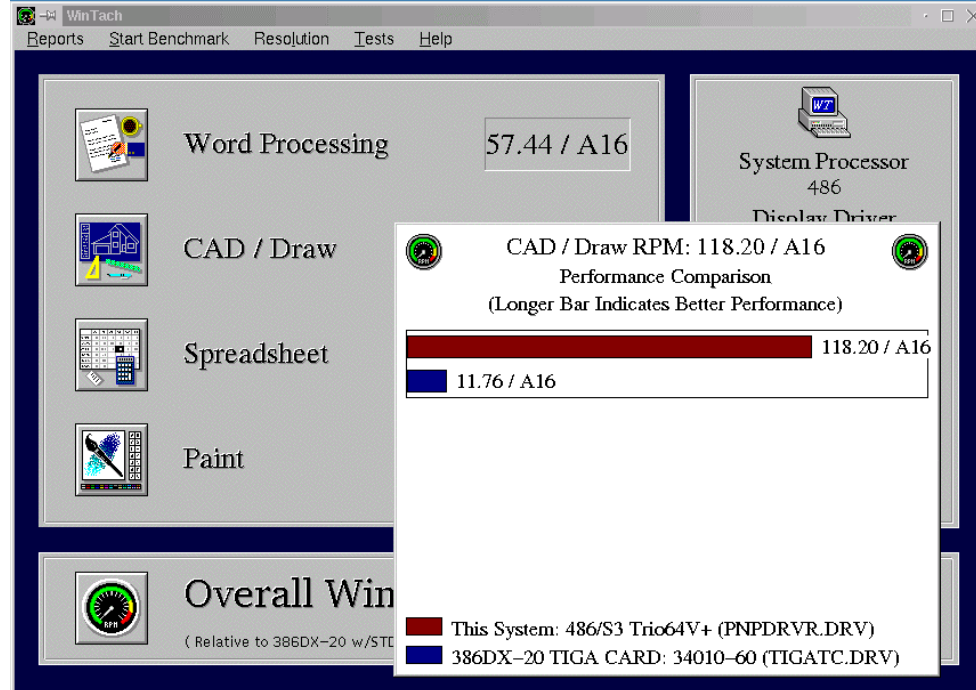 WinTach
Reports Start Benchmark Resolution Tests Help
Word Processing
57.44 / A16
CAD / Draw
Spreadsheet
Paint
WT
System Processor
486
Display Driver
CAD / Draw RPM: 118.20 / A16
RPM
RPM
Performance Comparison
(Longer Bar Indicates Better Performance)
118.20 / A16
11.76 / A16
This System: 486/S3 Trio64V+ (PNPDRVR.DRV)
386DX-20 TIGA CARD: 34010-60 (TIGATC.DRV)
RPM
Overall Win
( Relative to 386DX-20 w/STD